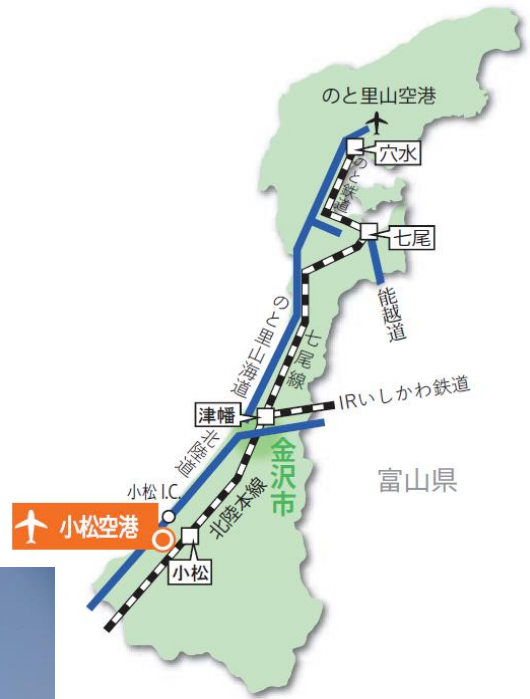 のと里山空港
穴水
のと鉄道
七尾
能越道
のと里山海道
七尾線
IRいしかわ鉄道
津幡
北陸道
金沢市
富山県
小松I.C.
北陸本線
小松空港
小松